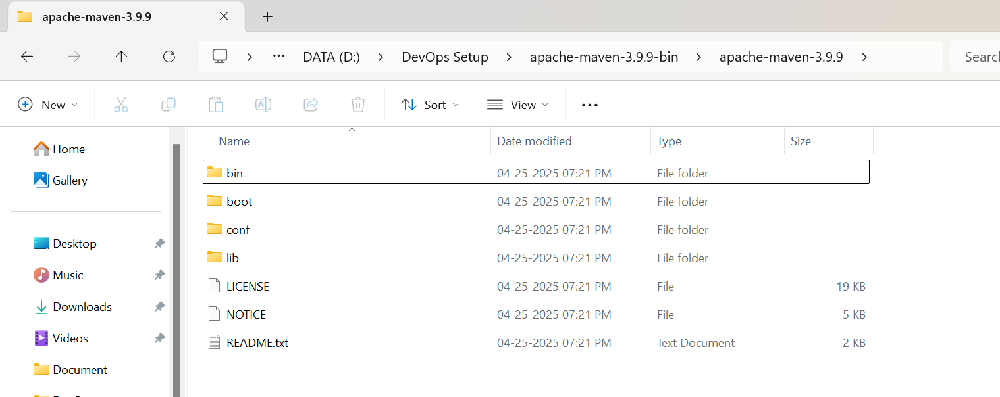 apache-maven-3.9.9
DATA (D:) DevOps Setup apache-maven-3.9.9-bin apache-maven-3.9.9
New Sort View
Home
Gallery
Desktop
Music
Downloads
Videos
Document
Name Date modified Type Size
bin 04-25-2025 07:21 PM File folder
boot 04-25-2025 07:21 PM File folder
conf 04-25-2025 07:21 PM File folder
lib 04-25-2025 07:21 PM File folder
LICENSE 04-25-2025 07:21 PM File 19 KB
NOTICE 04-25-2025 07:21 PM File 5 KB
README.txt 04-25-2025 07:21 PM Text Document 2 KB